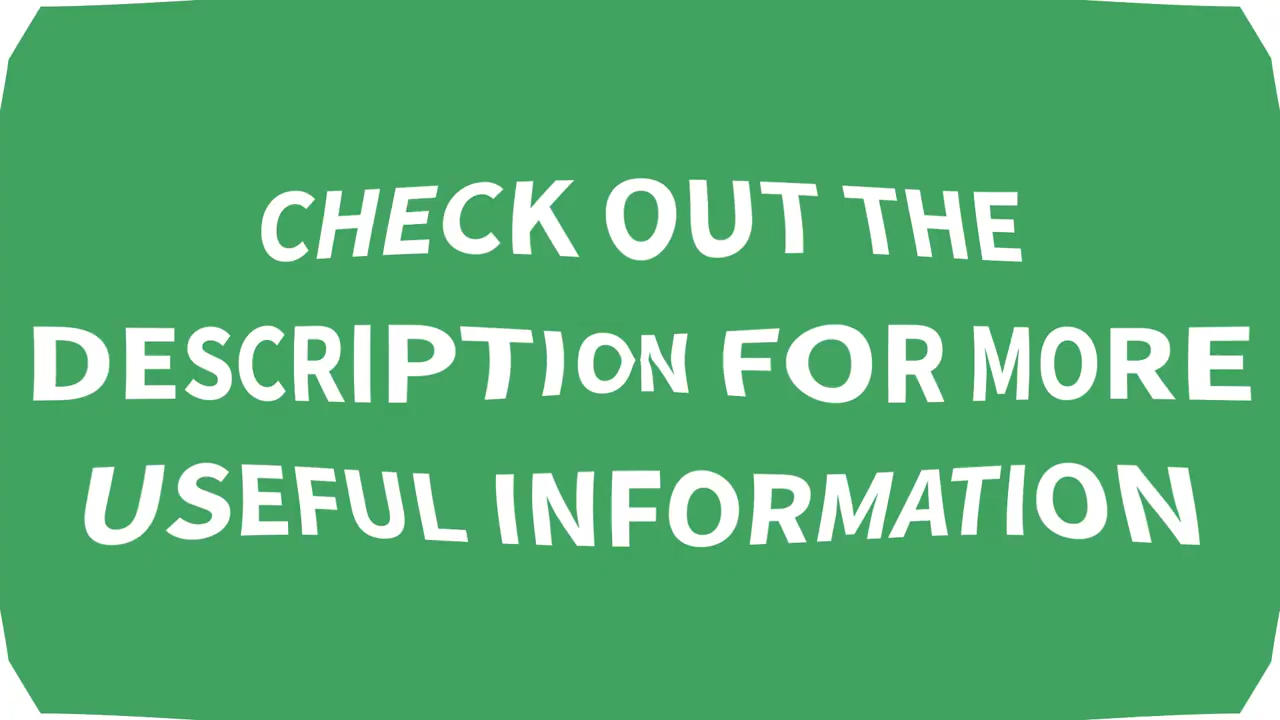 CHECK OUT THE
DESCRIPTION FOR MORE
USEFUL INFORMATION